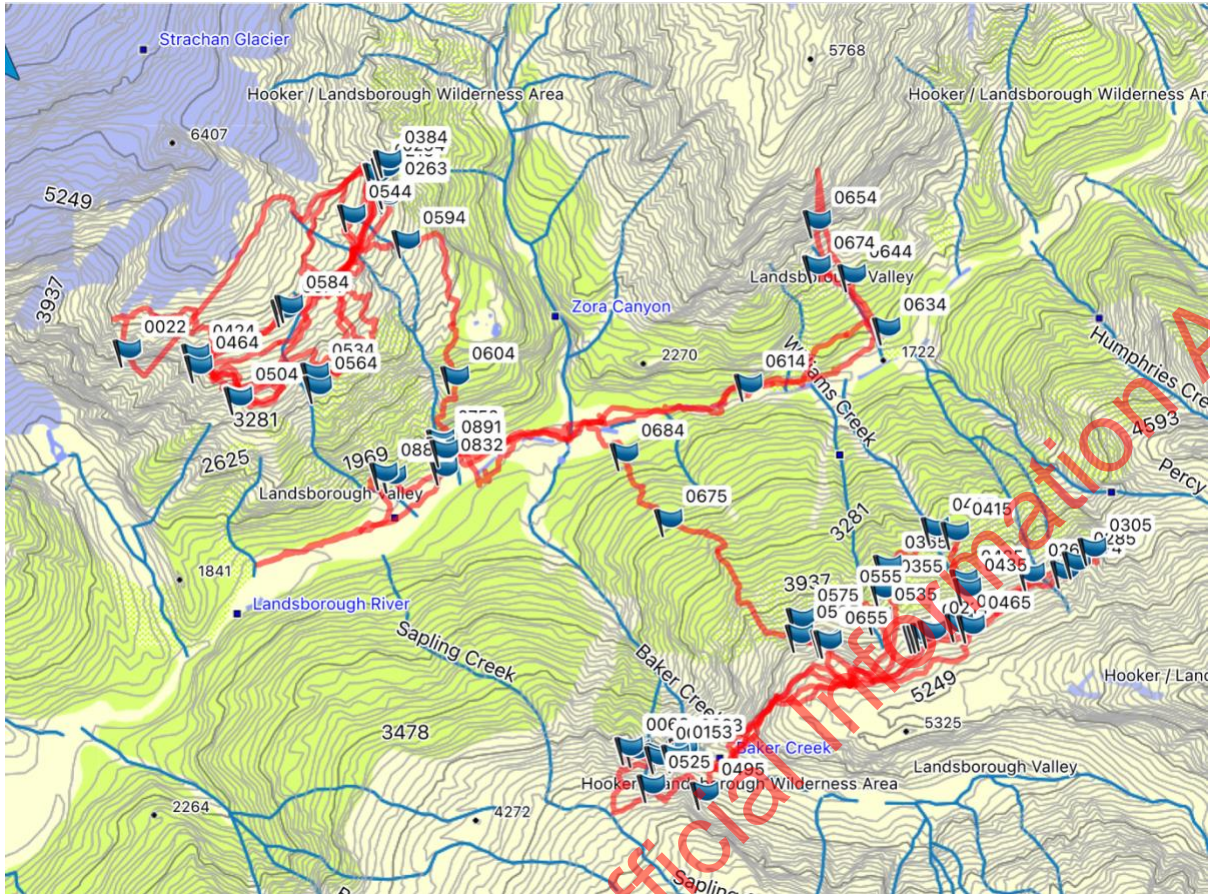 Strachan Glacier
5768
Hooker / Landsborough Wilderness Area
Hooker / Landsborough Wilderness Ar
6407
0384
0263
5249
0544
0594
0654
0674
0644
Landsborough Valley
3937
0584
0634
Zora Canyon
0022
0424
0464
0534
0564
0604
2270
1722
Humphries Cre
0614
Williams Creek
0504
3281
4593
0891
0832
0684
2625
1969
088
Percy
Landsborough Valley
0675
3281
0415
0305
0285
0355
0435
1841
3937
0555
0575
0535
0465
Landsborough River
0655
Sapling Creek
Baker Creek
5249
Hooker / Land
3478
5325
0153
Baker Creek
0525
0495
Landsborough Valley
Hooker / Landsborough Wilderness Area
2264
4272
Sapling
Official Information A